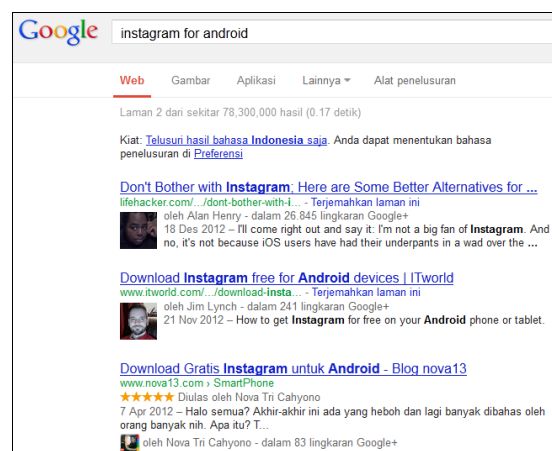 Google
instagram for android
Web Gambar Aplikasi Lainnya Alat penelusuran
Laman 2 dari sekitar 78,300,000 hasil (0.17 detik)
Kiat: Telusuri hasil bahasa Indonesia saja. Anda dapat menentukan bahasa
penelusuran di Preferensi
Don't Bother with Instagram; Here are Some Better Alternatives for ...
lifehacker.com/.../dont-bother-with-i... - Terjemahkan laman ini
oleh Alan Henry - dalam 26.845 lingkaran Google+
18 Des 2012 – I'll come right out and say it: I'm not a big fan of Instagram. And
no, it's not because iOS users have had their underpants in a wad over the ...
Download Instagram free for Android devices | ITworld
www.itworld.com/.../download-insta... - Terjemahkan laman ini
oleh Jim Lynch - dalam 241 lingkaran Google+
21 Nov 2012 – How to get Instagram for free on your Android phone or tablet.
Download Gratis Instagram untuk Android - Blog nova13
www.nova13.com › SmartPhone
★★★★★ Diulas oleh Nova Tri Cahyono
7 Apr 2012 – Halo semua? Akhir-akhir ini ada yang heboh dan lagi banyak dibahas oleh
orang banyak nih. Apa itu? T...
oleh Nova Tri Cahyono - dalam 83 lingkaran Google+